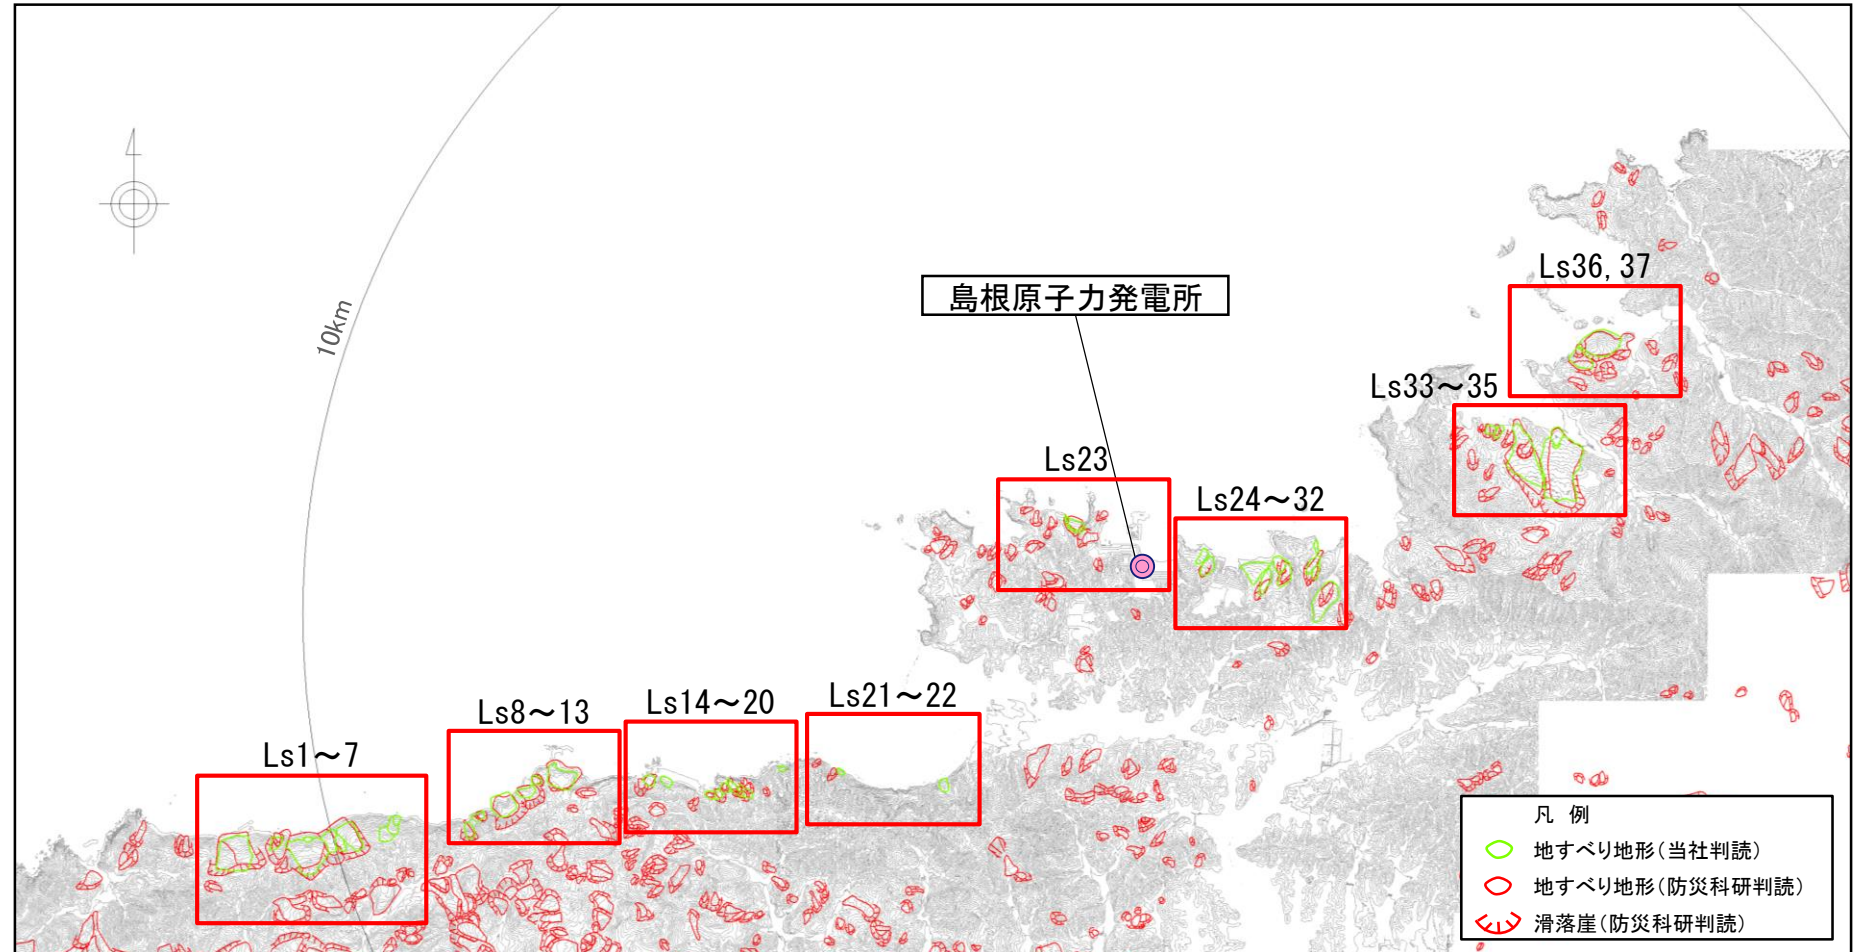 10km
島根原子力発電所
Ls36, 37
Ls33～35
Ls23
Ls24～32
Ls21～22
Ls14～20
Ls8～13
Ls1～7
凡 例
地すべり地形(当社判読)
地すべり地形(防災科研判読)
滑落崖(防災科研判読)